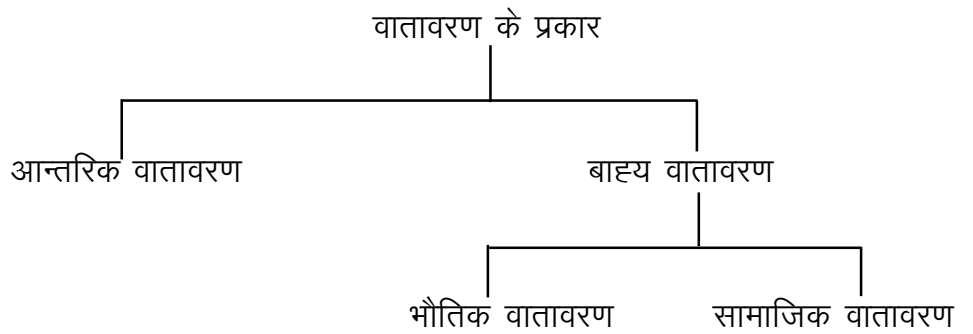 वातावरण के प्रकार
आन्तरिक वातावरण बाह्य वातावरण
भौतिक वातावरण सामाजिक वातावरण